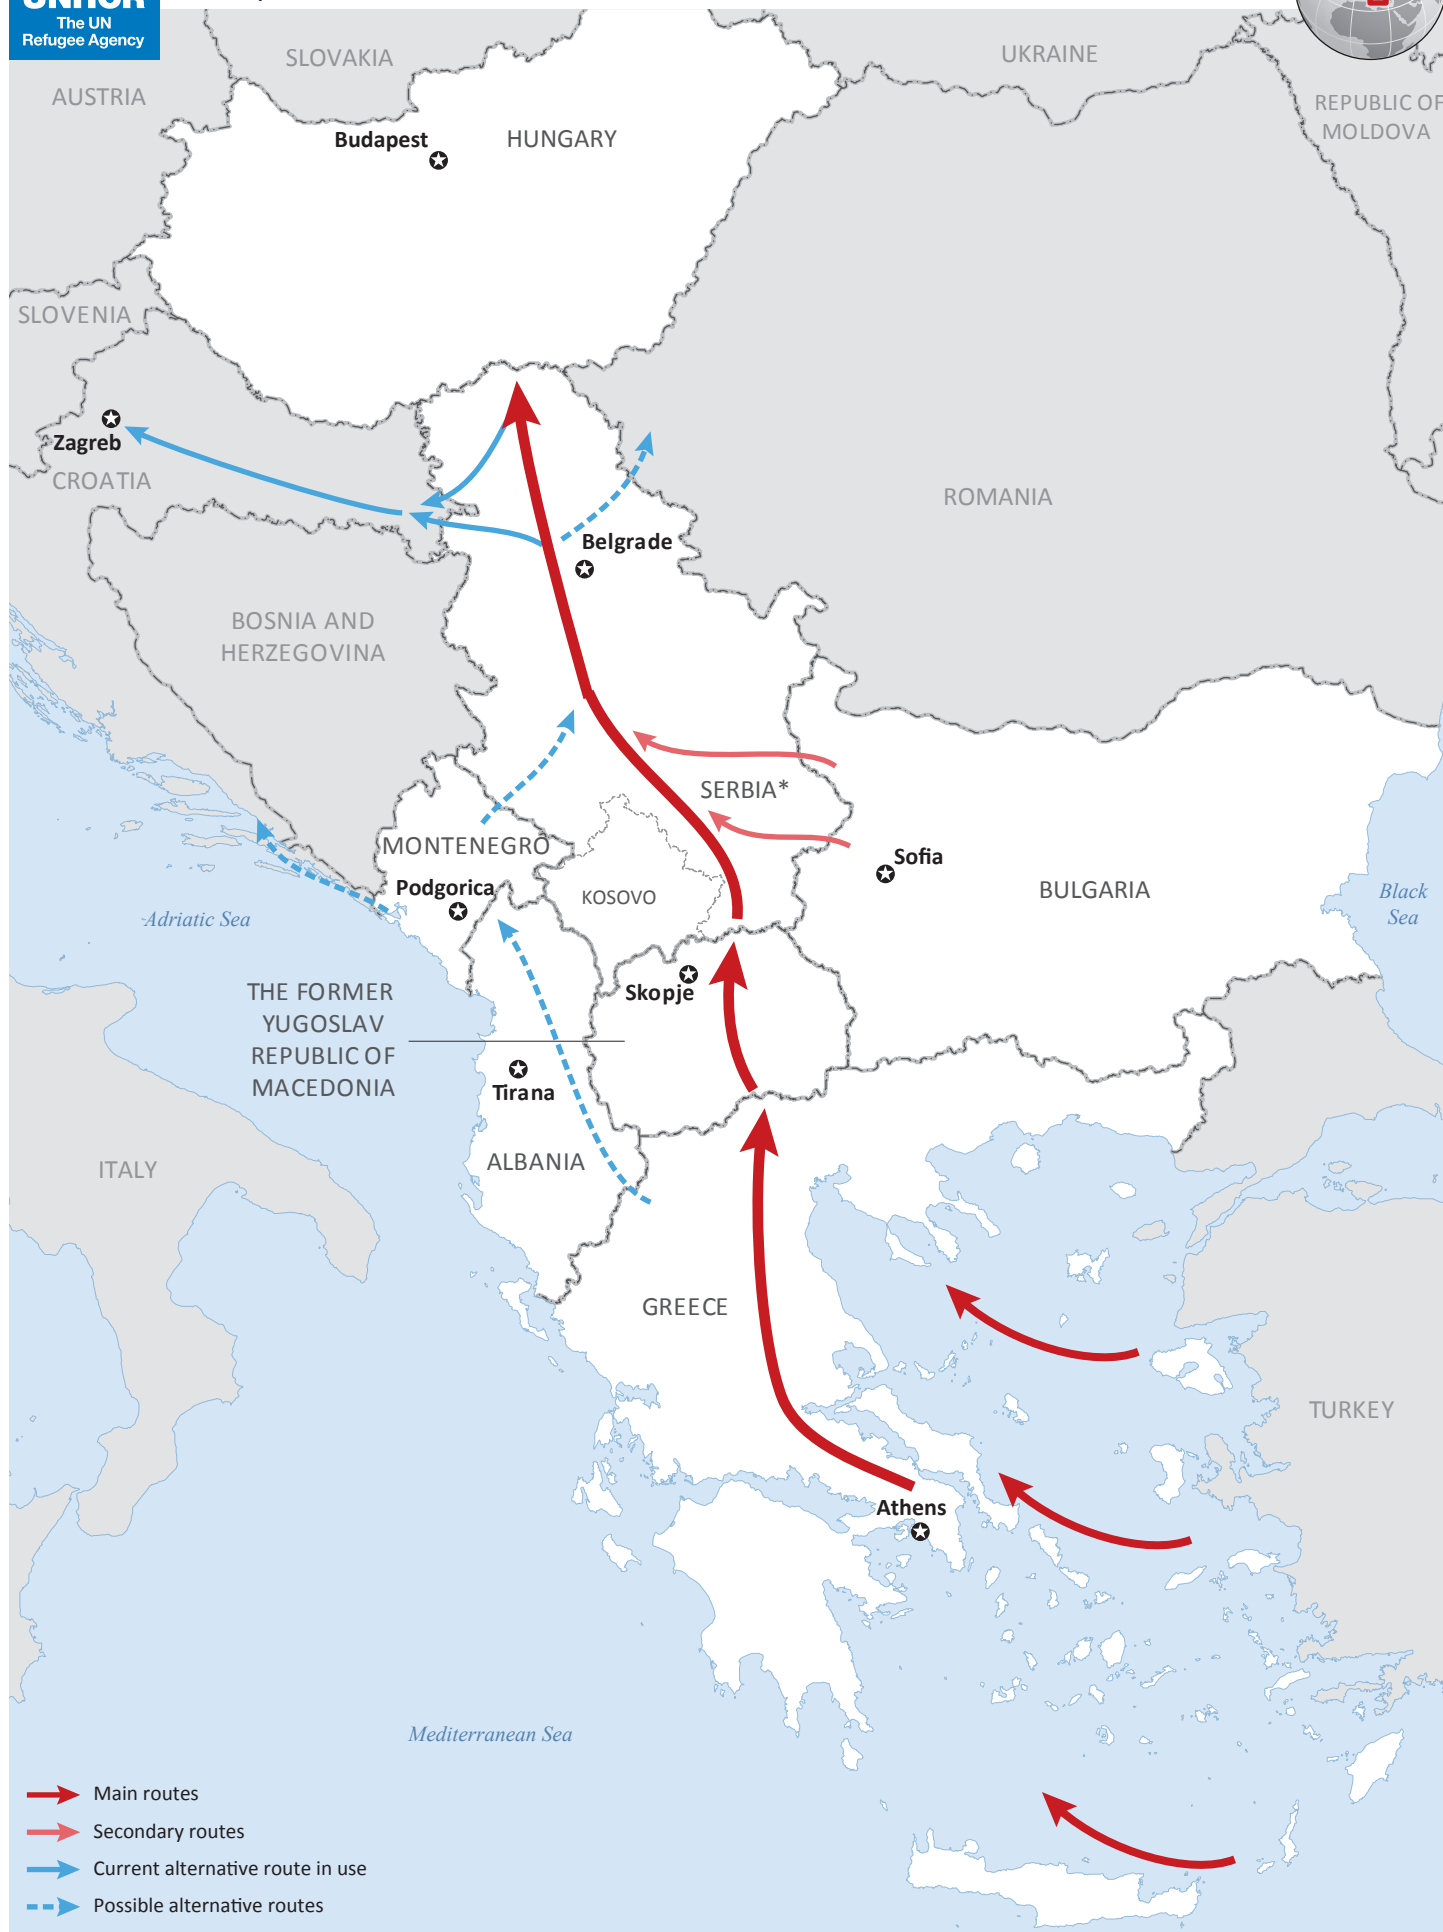 The UN
Refugee Agency
SLOVAKIA
UKRAINE
AUSTRIA
REPUBLIC OF
MOLDOVA
Budapest
HUNGARY
SLOVENIA
Zagreb
CROATIA
ROMANIA
Belgrade
BOSNIA AND
HERZEGOVINA
SERBIA*
MONTENEGRO
Sofia
Podgorica
KOSOVO
BULGARIA
Black
Sea
Adriatic Sea
Skopje
THE FORMER
YUGOSLAV
REPUBLIC OF
MACEDONIA
Tirana
ALBANIA
ITALY
GREECE
TURKEY
Athens
Mediterranean Sea
Main routes
Secondary routes
Current alternative route in use
Possible alternative routes